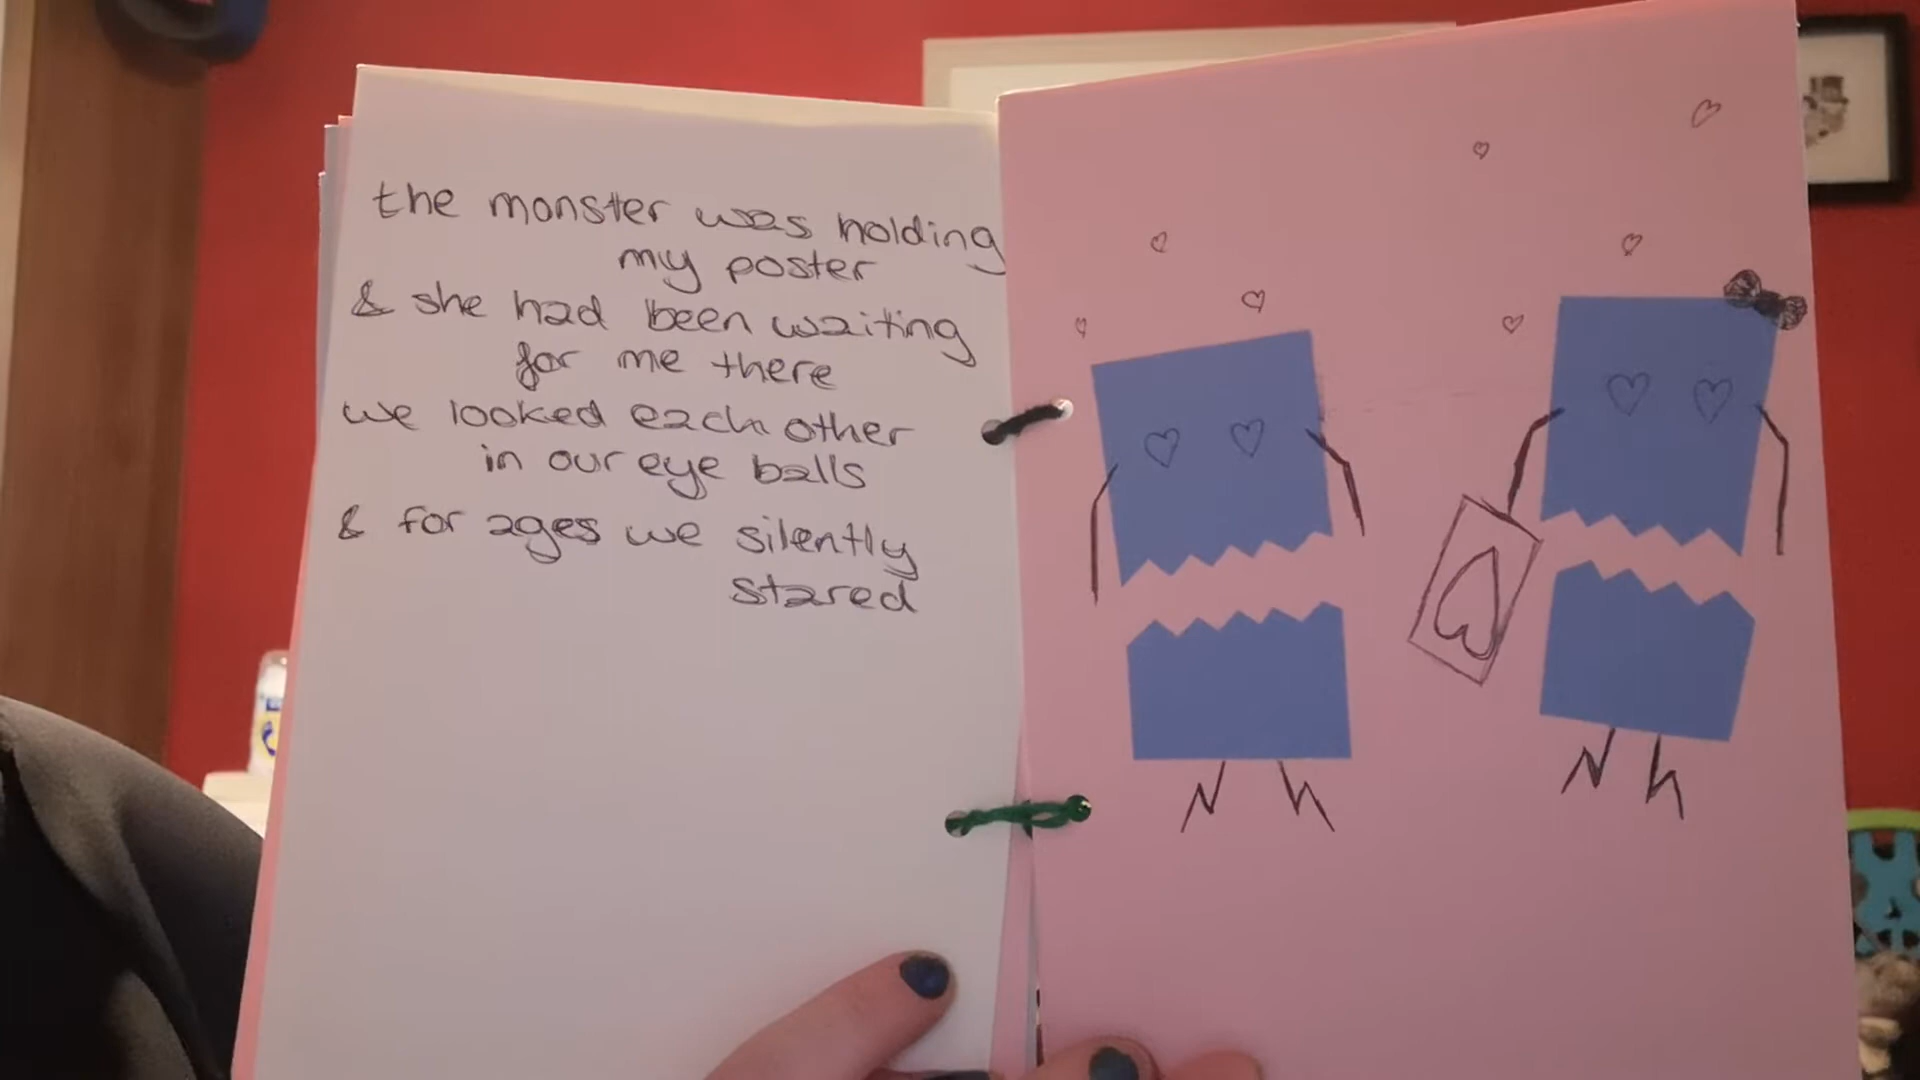 the monster was holding
my poster
& she had been waiting
for me there
we looked each other
in our eye balls
& for ages we silently
stared